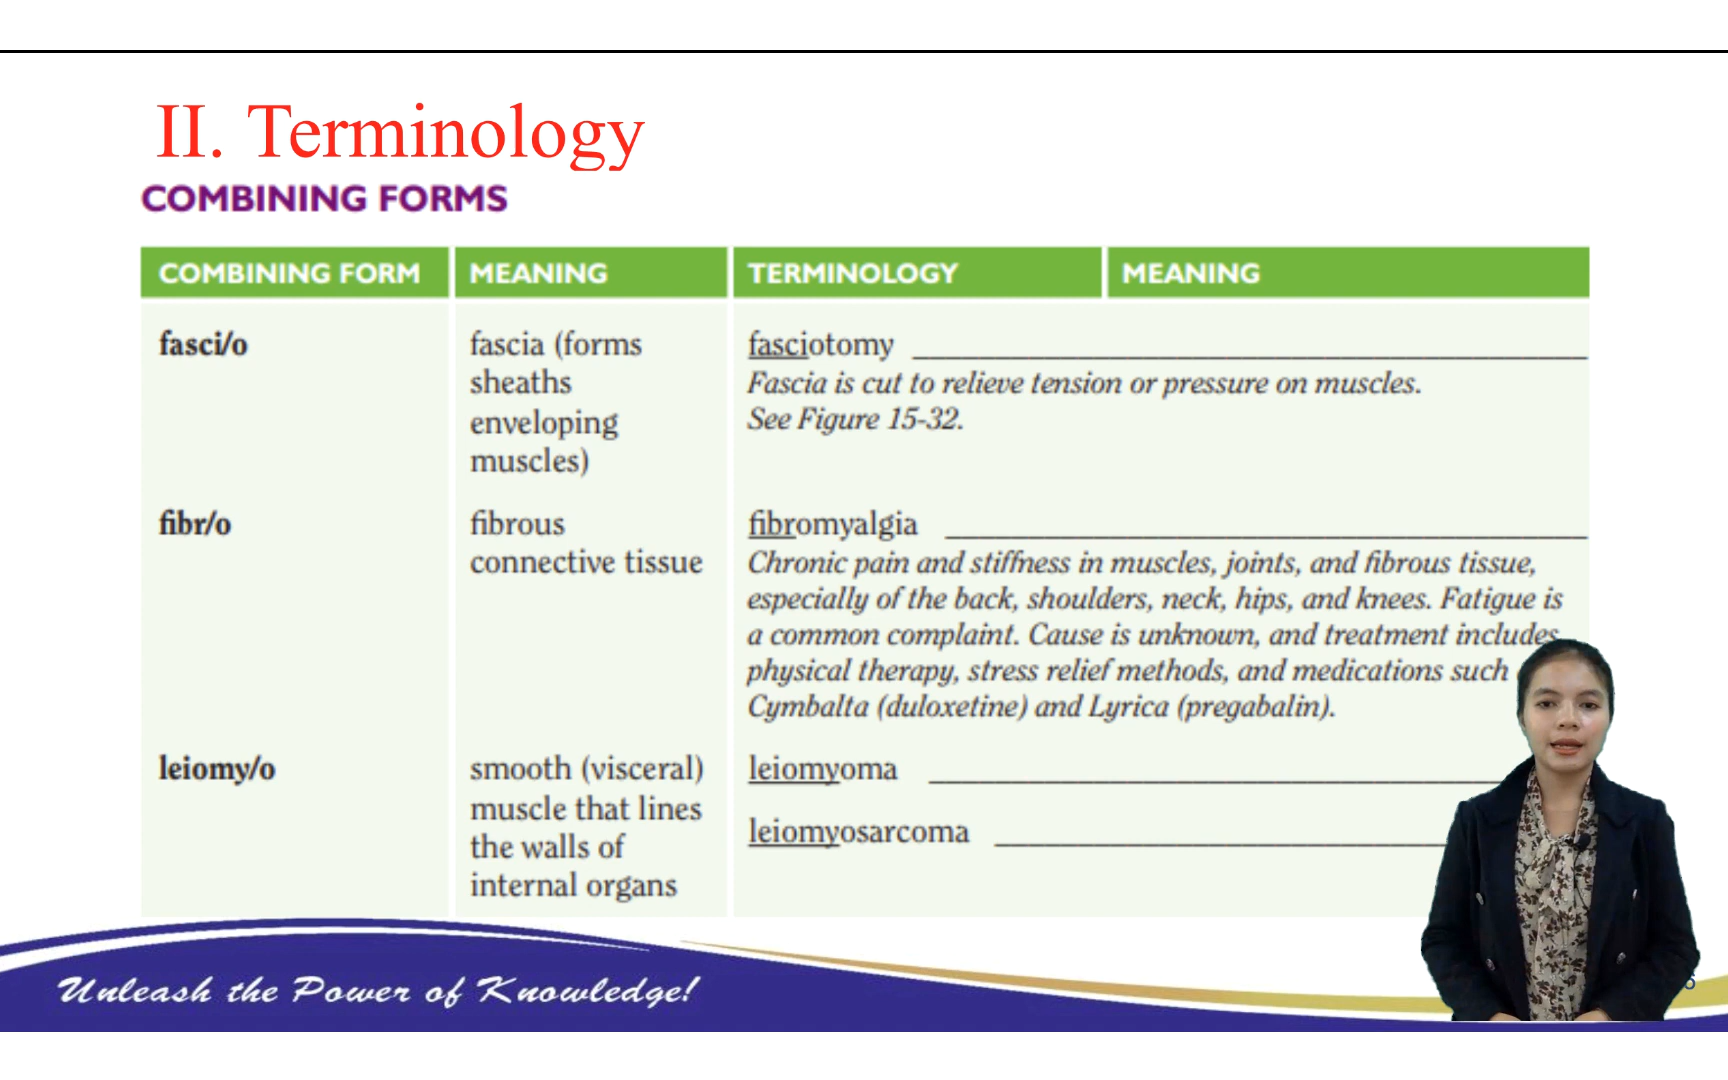 II. Terminology
COMBINING FORMS
COMBINING FORM MEANING TERMINOLOGY MEANING
fasci/o
fascia (forms
sheaths
enveloping
muscles)
fasciotomy
Fascia is cut to relieve tension or pressure on muscles.
See Figure 15-32.
fibr/o
fibrous
connective tissue
fibromyalgia
Chronic pain and stiffness in muscles, joints, and fibrous tissue,
especially of the back, shoulders, neck, hips, and knees. Fatigue is
a common complaint. Cause is unknown, and treatment includes
physical therapy, stress relief methods, and medications such
Cymbalta (duloxetine) and Lyrica (pregabalin).
leiomy/o
smooth (visceral)
muscle that lines
the walls of
internal organs
leiomyoma
leiomyosarcoma
Unleash the Power of Knowledge!